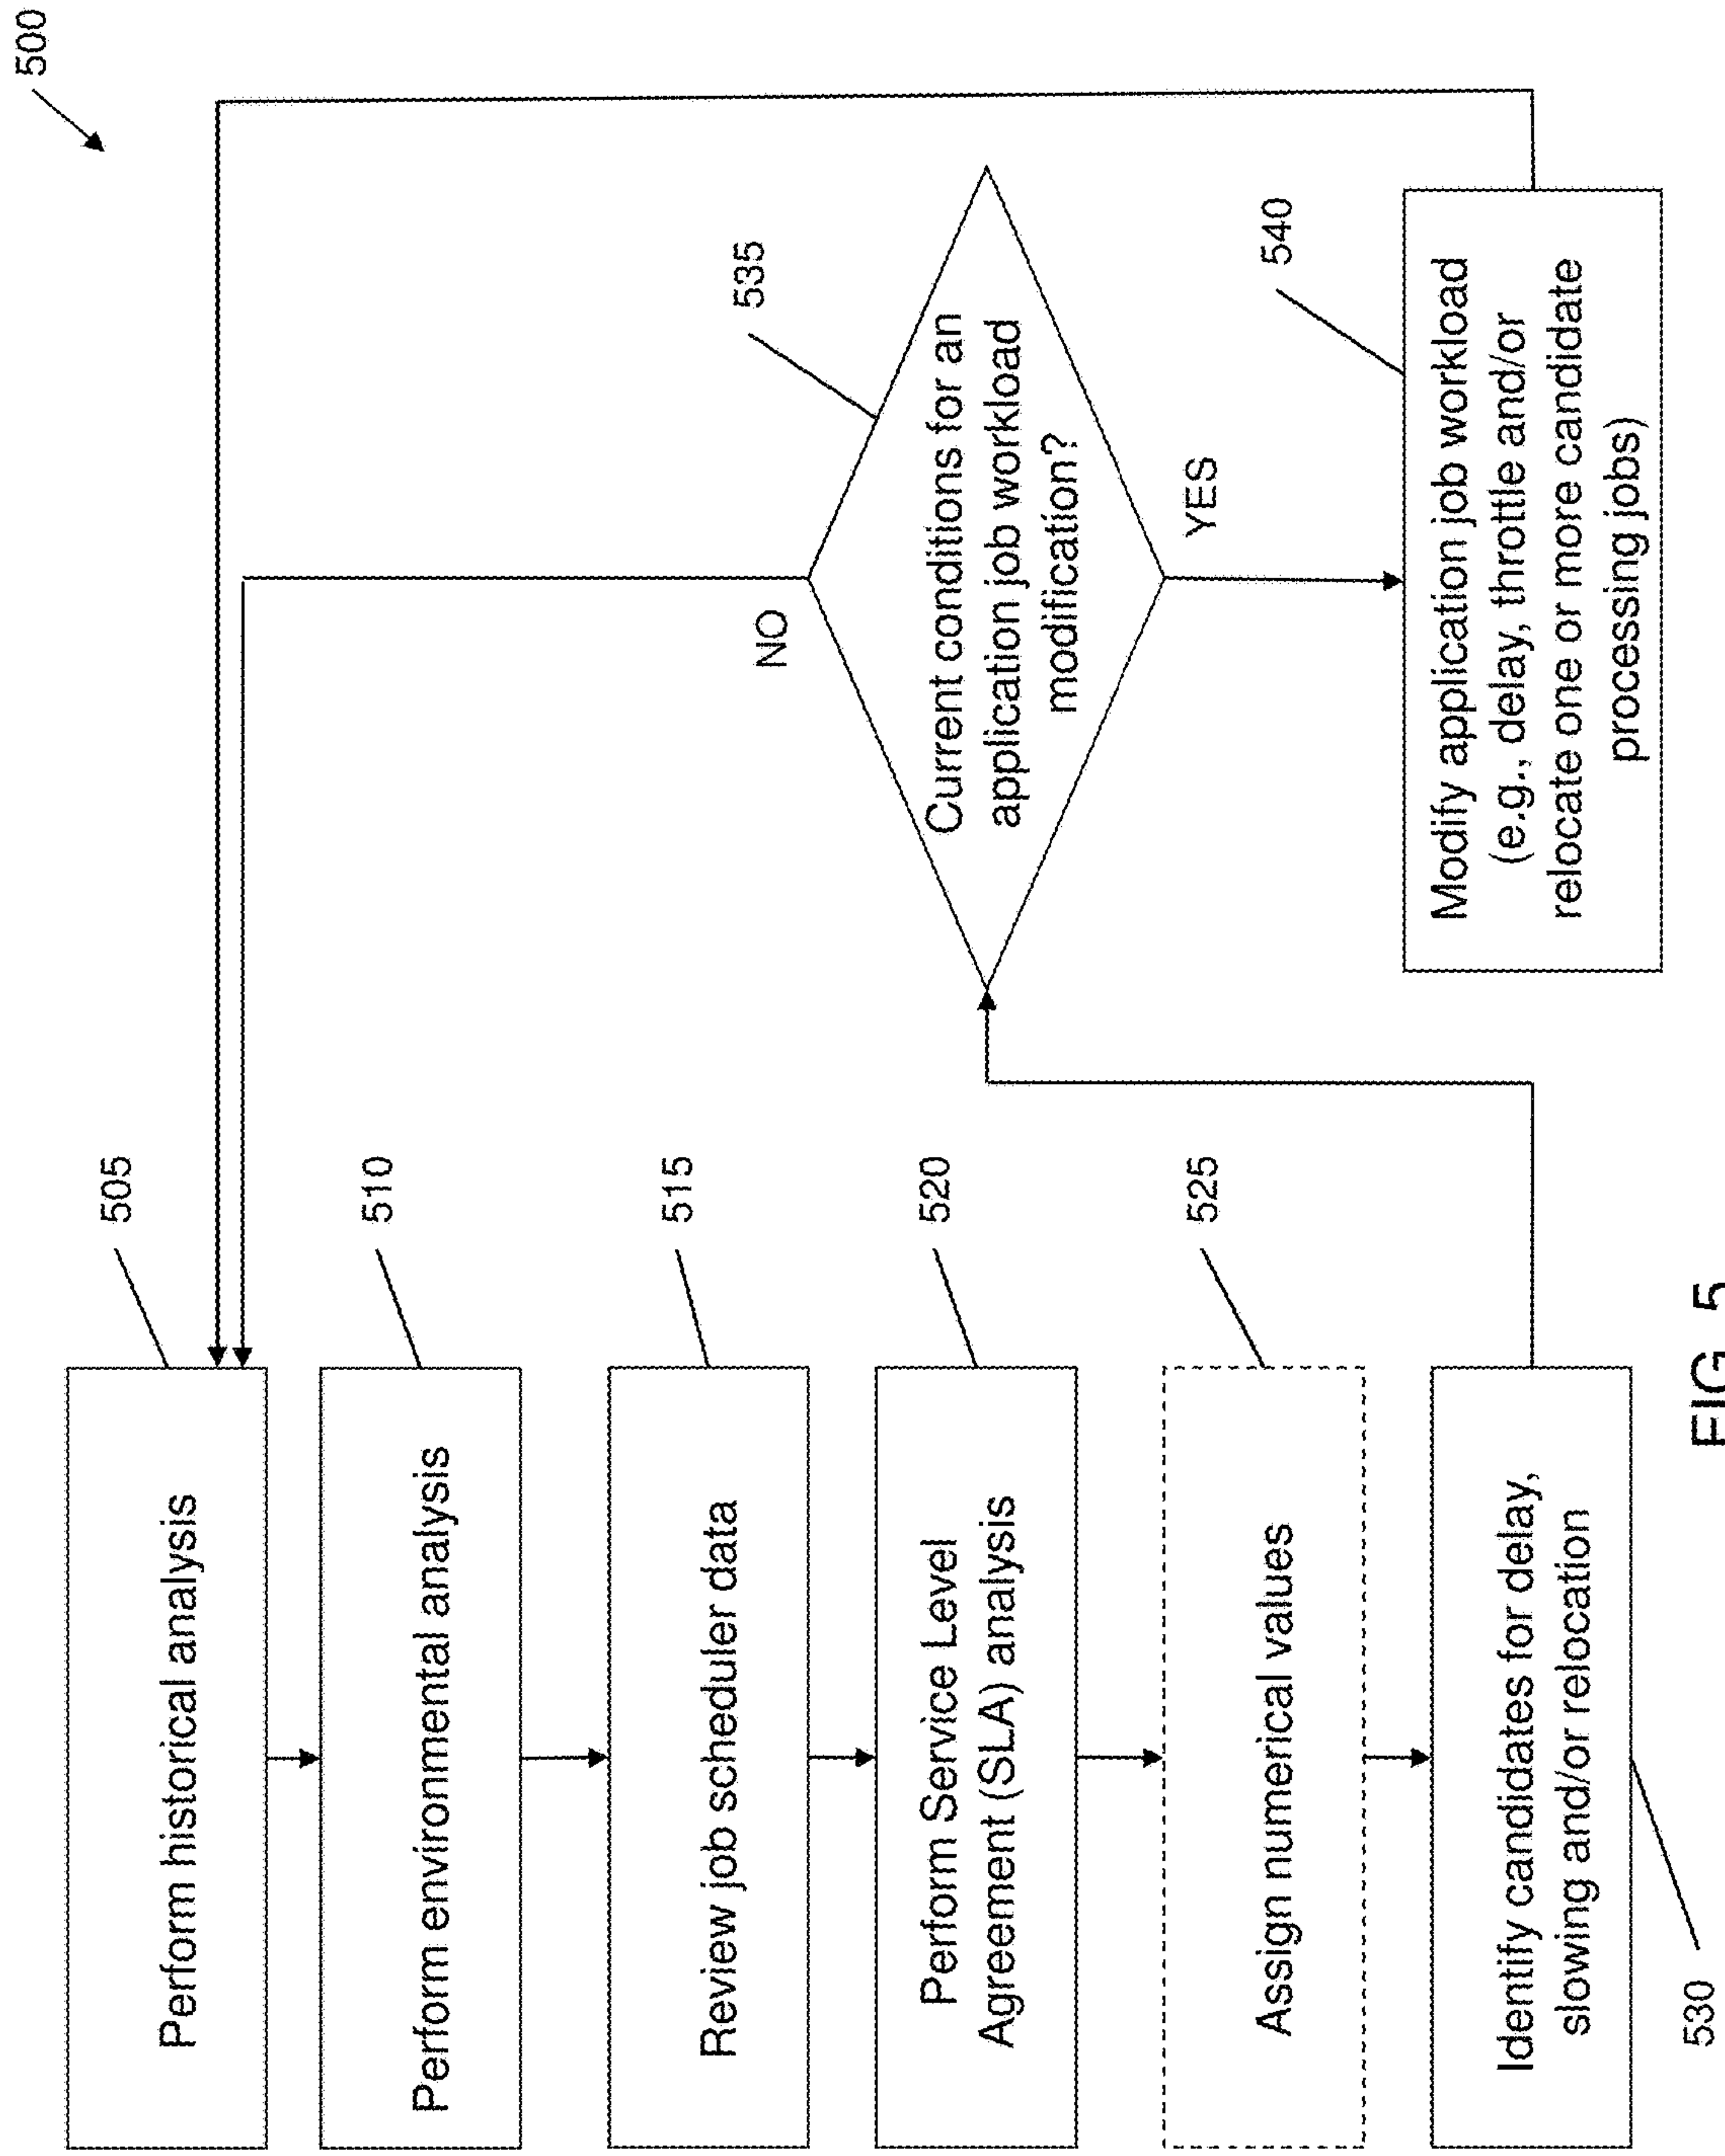 500
505
Perform historical analysis
510
Perform environmental analysis
515
Review job scheduler data
520
Perform Service Level
Agreement (SLA) analysis
525
Assign numerical values
530
Identify candidates for delay,
slowing and/or relocation
535
Current conditions for an
application job workload
modification?
NO
YES
540
Modify application job workload
(e.g., delay, throttle and/or
relocate one or more candidate
processing jobs)
FIG. 5